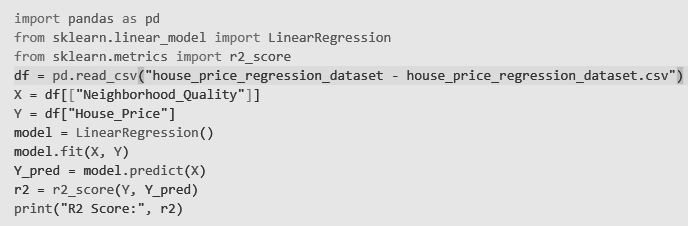 import pandas as pd
from sklearn.linear_model import LinearRegression
from sklearn.metrics import r2_score
df = pd.read_csv("house_price_regression_dataset - house_price_regression_dataset.csv")
X = df[["Neighborhood_Quality"]]
Y = df["House_Price"]
model = LinearRegression()
model.fit(X, Y)
Y_pred = model.predict(X)
r2 = r2_score(Y, Y_pred)
print("R2 Score:", r2)